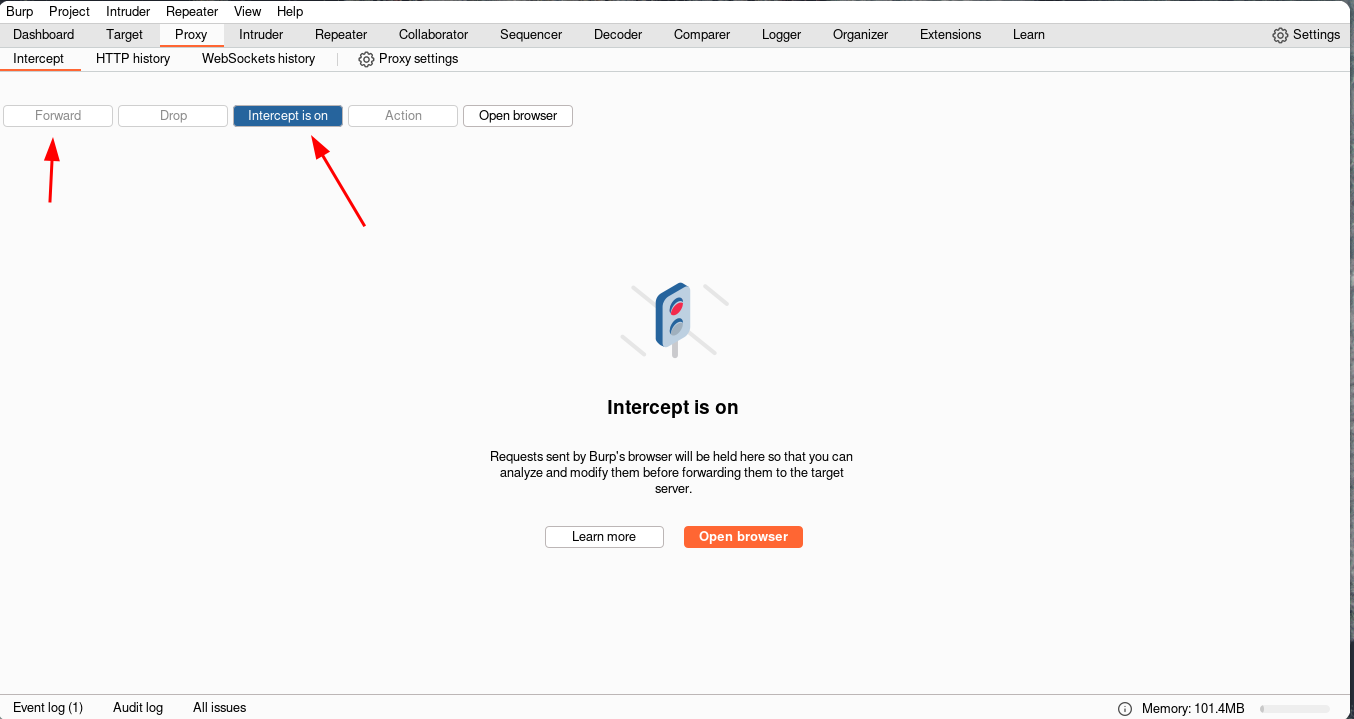 Burp Project Intruder Repeater View Help
Dashboard Target Proxy Intruder Repeater Collaborator Sequencer Decoder Comparer Logger Organizer Extensions Learn Settings
Intercept HTTP history WebSockets history Proxy settings
Forward Drop Intercept is on Action Open browser
Intercept is on
Requests sent by Burp's browser will be held here so that you can
analyze and modify them before forwarding them to the target
server.
Learn more Open browser
Event log (1) Audit log All issues Memory: 101.4MB